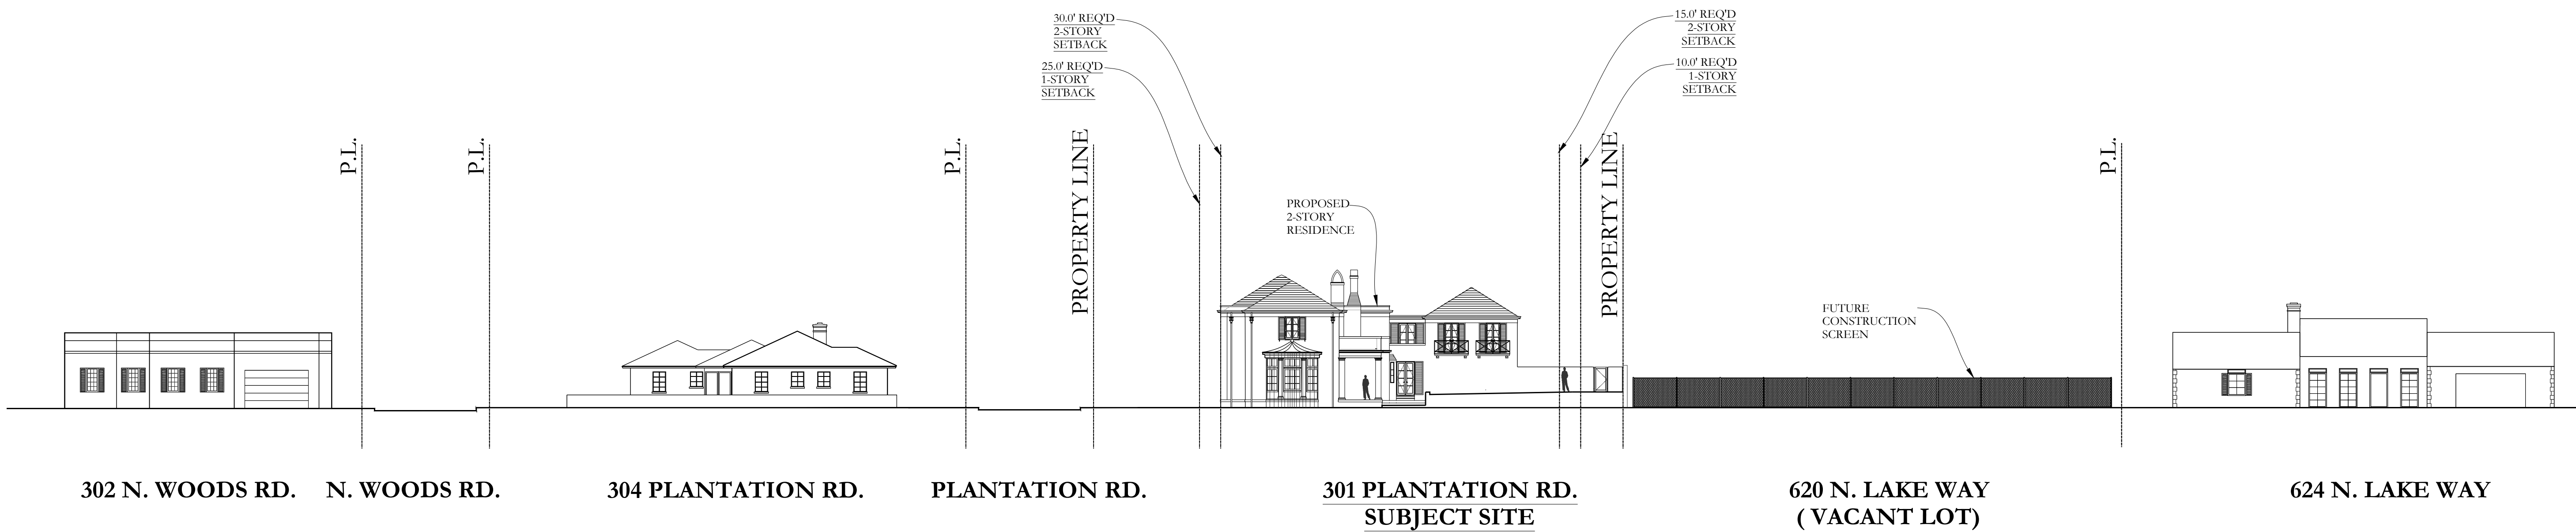 30.0' REQ'D
2-STORY
SETBACK
25.0' REQ'D
1-STORY
SETBACK
15.0' REQ'D
2-STORY
SETBACK
10.0' REQ'D
1-STORY
SETBACK
P.L.
P.L.
P.L.
PROPERTY LINE
PROPERTY LINE
P.L.
PROPOSED
2-STORY
RESIDENCE
FUTURE
CONSTRUCTION
SCREEN
302 N. WOODS RD.
N. WOODS RD.
304 PLANTATION RD.
PLANTATION RD.
301 PLANTATION RD.
SUBJECT SITE
620 N. LAKE WAY
( VACANT LOT)
624 N. LAKE WAY